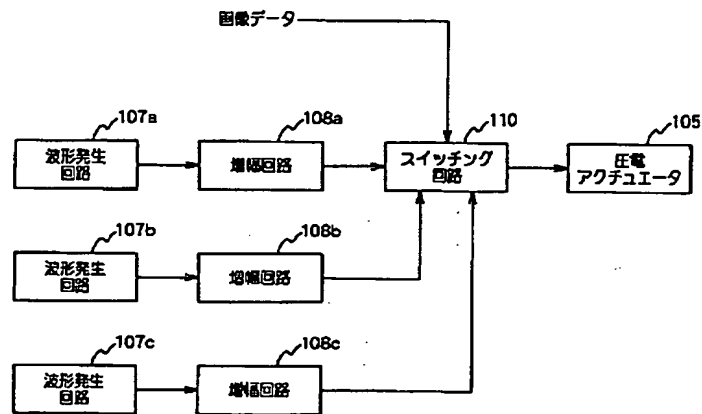 画像データ
107a
108a
110
105
波形発生
回路
増幅回路
スイッチング
回路
圧電
アクチュエータ
107b
108b
波形発生
回路
増幅回路
107c
108c
波形発生
回路
増幅回路